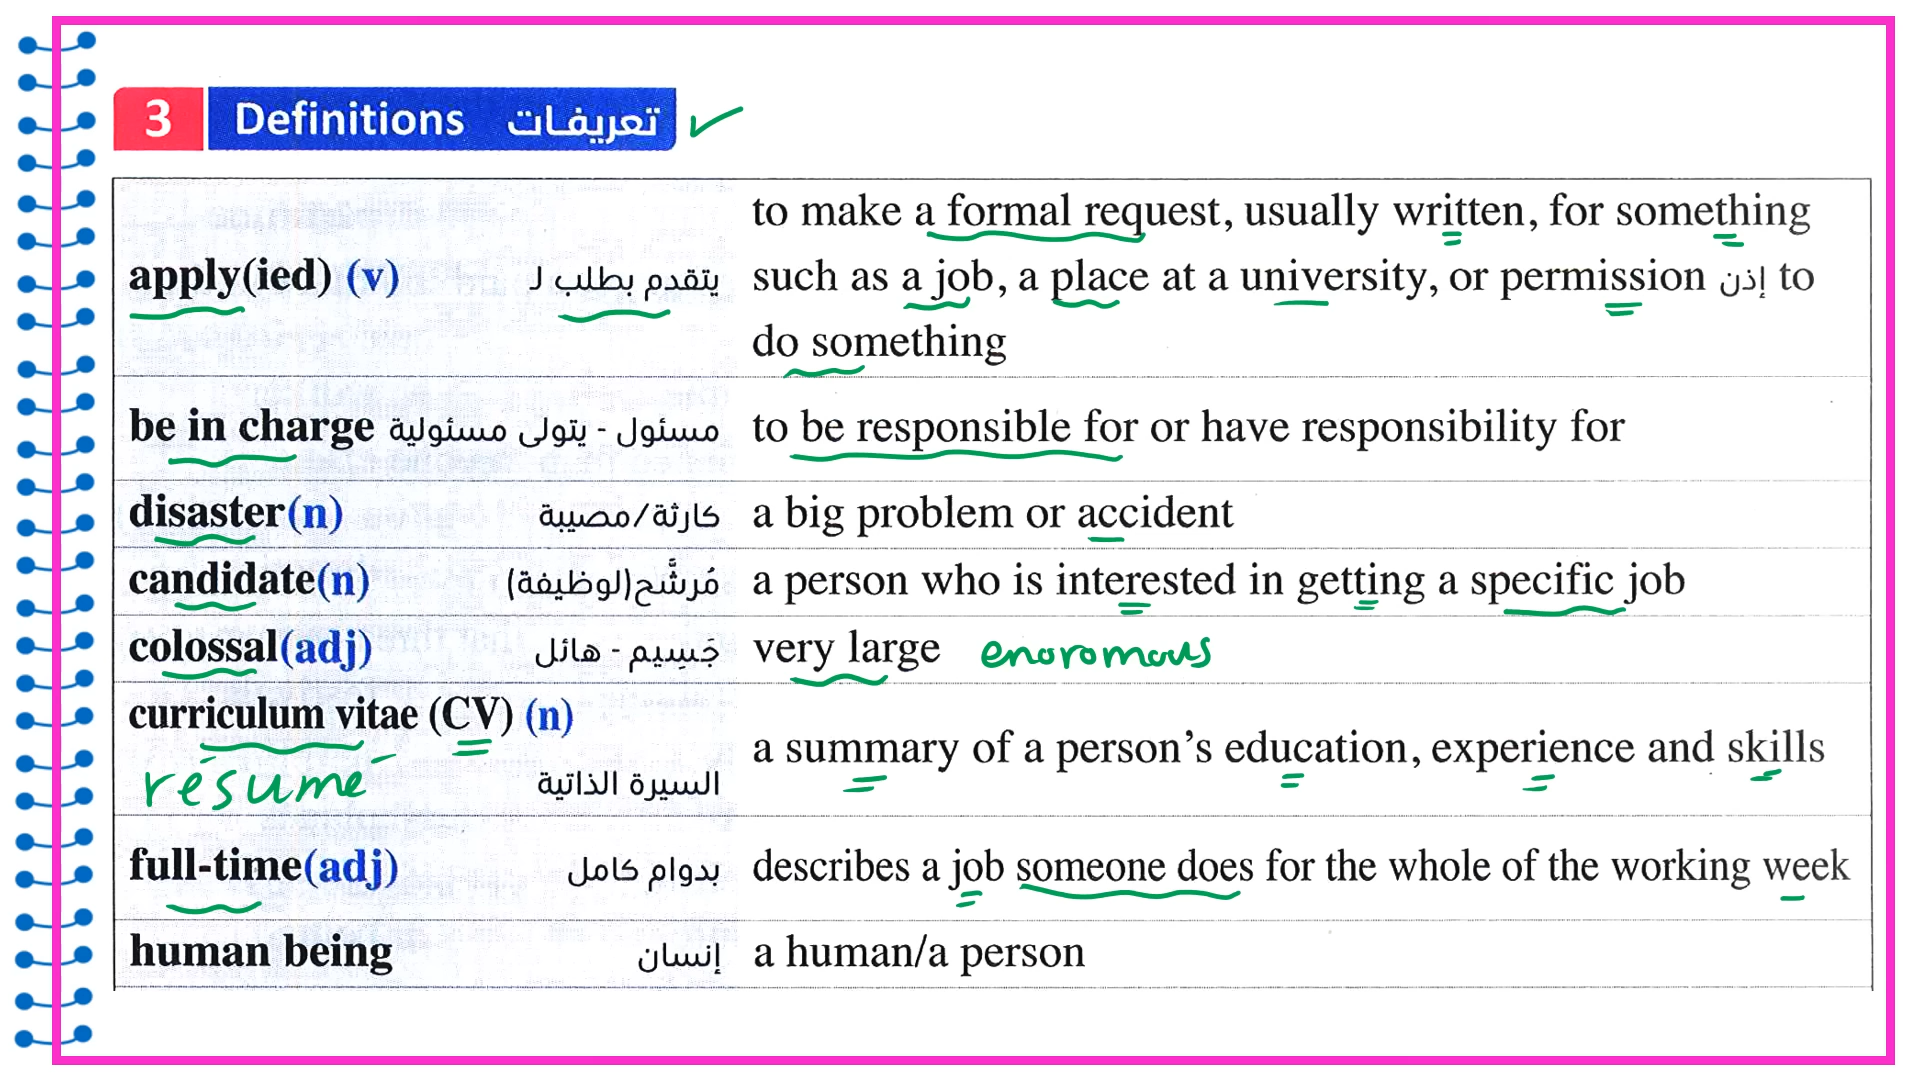 3 Definitions تعريفات
apply(ied) (v) يتقدم بطلب لـ
to make a formal request, usually written, for something
such as a job, a place at a university, or permission إذن to
do something
be in charge مسئول - يتولى مسئولية
to be responsible for or have responsibility for
disaster(n) كارثة/مصيبة
a big problem or accident
candidate(n) مُرشَّح(لوظيفة)
a person who is interested in getting a specific job
colossal(adj) جَسِيم - هائل
very large enoromous
curriculum vitae (CV) (n)
résumé السيرة الذاتية
a summary of a person's education, experience and skills
full-time(adj) بدوام كامل
describes a job someone does for the whole of the working week
human being إنسان
a human/a person